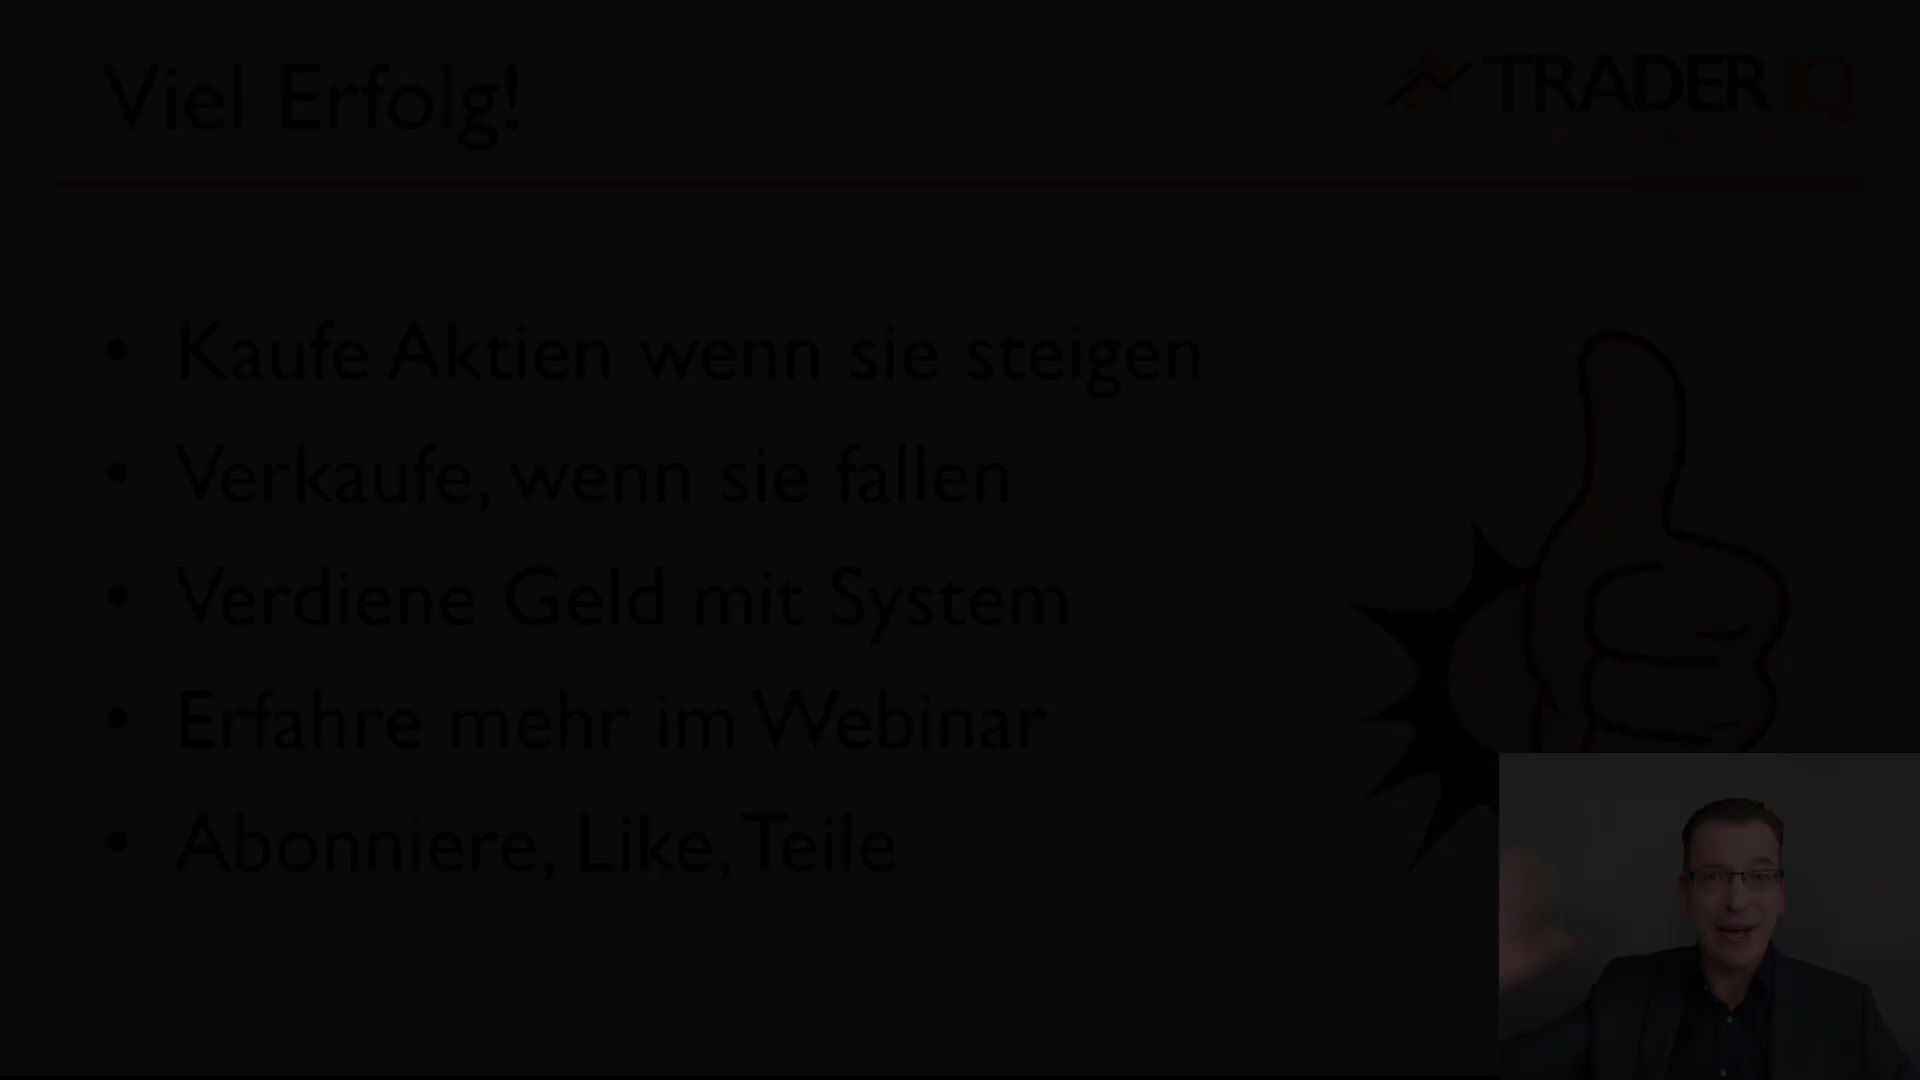 Viel Erfolg!
TRADER IQ
• Kaufe Aktien wenn sie steigen
• Verkaufe, wenn sie fallen
• Verdiene Geld mit System
• Erfahre mehr im Webinar
• Abonniere, Like, Teile